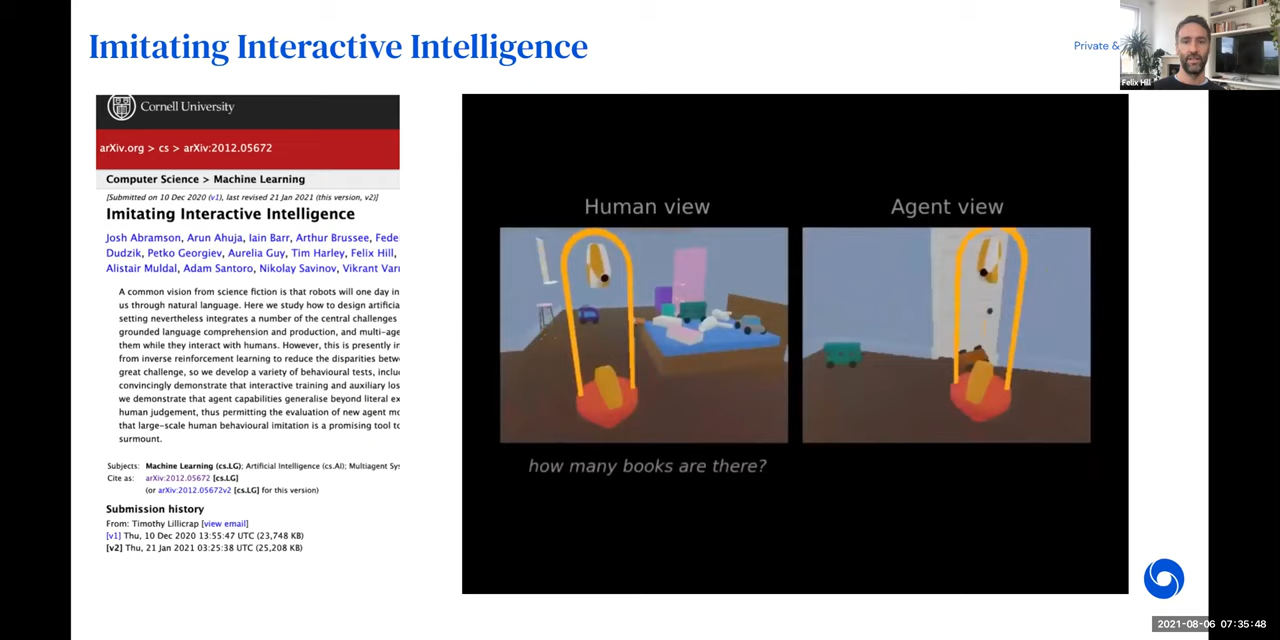 Imitating Interactive Intelligence
Private &
Felix Hill
Cornell University
arXiv.org > cs > arXiv:2012.05672
Computer Science > Machine Learning
[Submitted on 10 Dec 2020 (v1), last revised 21 Jan 2021 (this version, v2)]
Imitating Interactive Intelligence
Josh Abramson, Arun Ahuja, Iain Barr, Arthur Brussee, Fede
Dudzik, Petko Georgiev, Aurelia Guy, Tim Harley, Felix Hill,
Alistair Muldal, Adam Santoro, Nikolay Savinov, Vikrant Var
A common vision from science fiction is that robots will one day in
us through natural language. Here we study how to design artificia
setting nevertheless integrates a number of the central challenges
grounded language comprehension and production, and multi-age
them while they interact with humans. However, this is presently in
from inverse reinforcement learning to reduce the disparities betw
great challenge, so we develop a variety of behavioural tests, inclu
convincingly demonstrate that interactive training and auxiliary los
we demonstrate that agent capabilities generalise beyond literal ex
human judgement, thus permitting the evaluation of new agent mo
that large-scale human behavioural imitation is a promising tool to
surmount.
Subjects: Machine Learning (cs.LG); Artificial Intelligence (cs.AI); Multiagent Sys
Cite as: arXiv:2012.05672 [cs.LG]
(or arXiv:2012.05672v2 [cs.LG] for this version)
Submission history
From: Timothy Lillicrap [view email]
[v1] Thu, 10 Dec 2020 13:55:47 UTC (23,748 KB)
[v2] Thu, 21 Jan 2021 03:25:38 UTC (25,208 KB)
Human view
Agent view
how many books are there?
2021-08-06 07:35:48